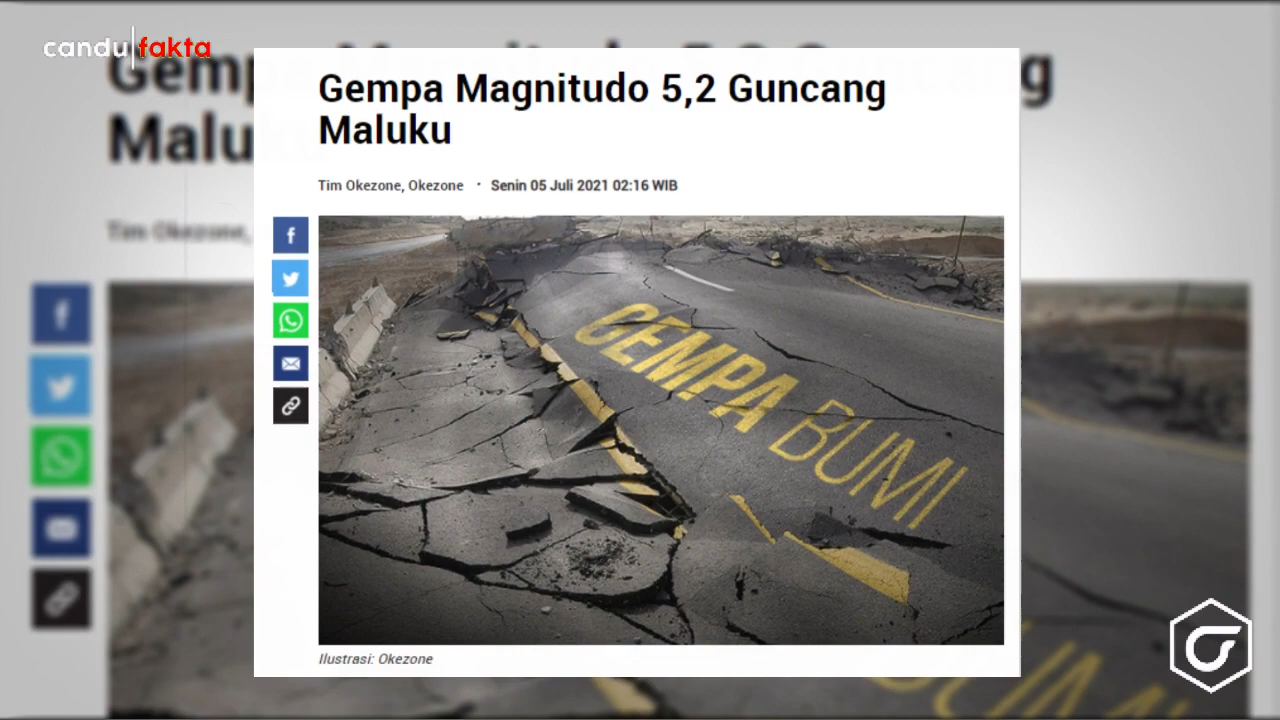 candu fakta
Gempa Magnitudo 5,2 Guncang
Maluku
Tim Okezone, Okezone · Senin 05 Juli 2021 02:16 WIB
GEMPA BUMI
Ilustrasi: Okezone